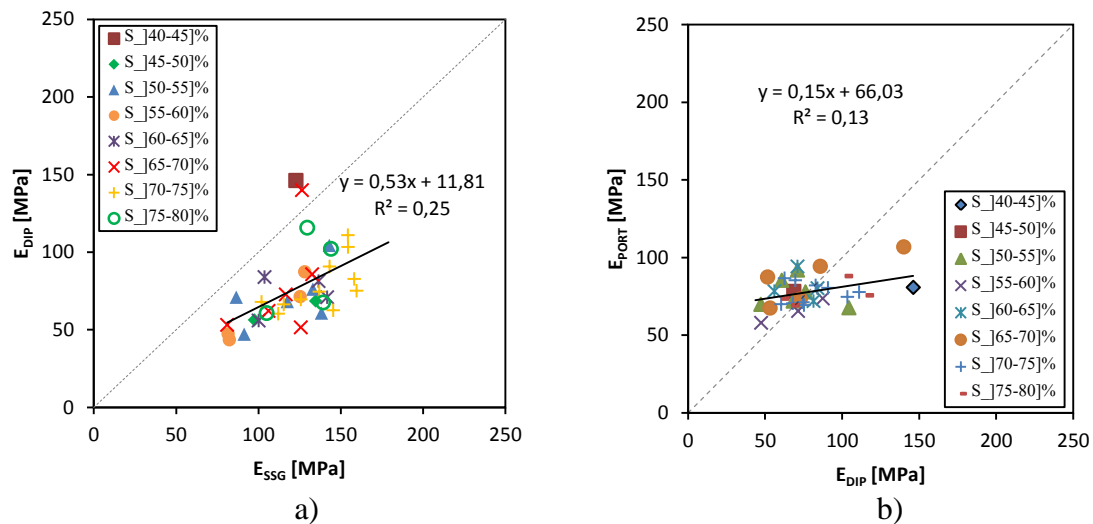 250
200
150
100
50
0
E_DIP [MPa]
S_]40-45]%
S_]45-50]%
S_]50-55]%
S_]55-60]%
S_]60-65]%
S_]65-70]%
S_]70-75]%
S_]75-80]%
y = 0,53x + 11,81
R² = 0,25
0 50 100 150 200 250
E_SSG [MPa]
a)
250
200
150
100
50
0
E_PORT [MPa]
y = 0,15x + 66,03
R² = 0,13
S_]40-45]%
S_]45-50]%
S_]50-55]%
S_]55-60]%
S_]60-65]%
S_]65-70]%
S_]70-75]%
S_]75-80]%
0 50 100 150 200 250
E_DIP [MPa]
b)